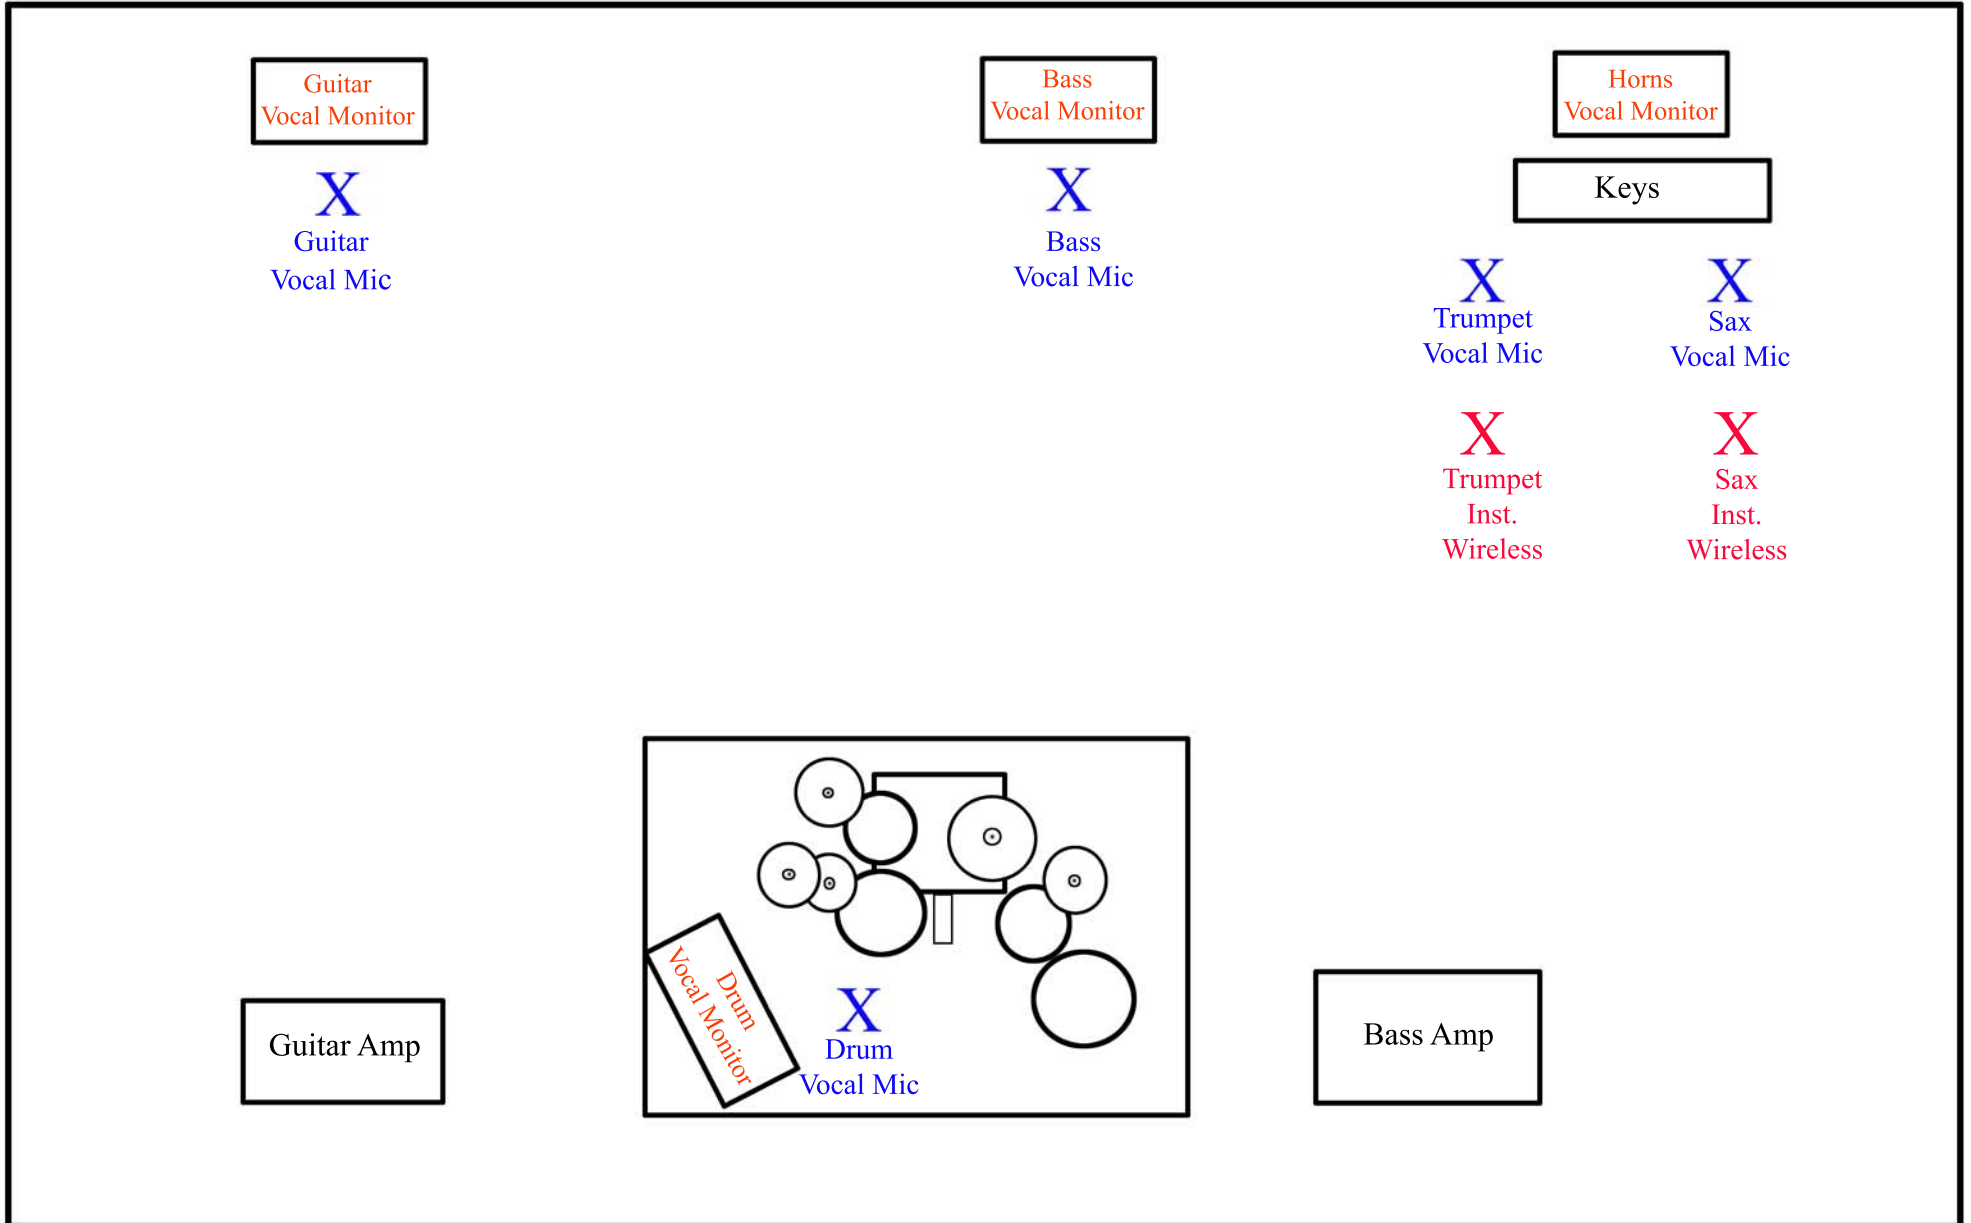 Guitar
Vocal Monitor
Bass
Vocal Monitor
Horns
Vocal Monitor
Keys
X
Guitar
Vocal Mic
X
Bass
Vocal Mic
X
Trumpet
Vocal Mic
X
Sax
Vocal Mic
X
Trumpet
Inst.
Wireless
X
Sax
Inst.
Wireless
Guitar Amp
Drum
Vocal Monitor
X
Drum
Vocal Mic
Bass Amp